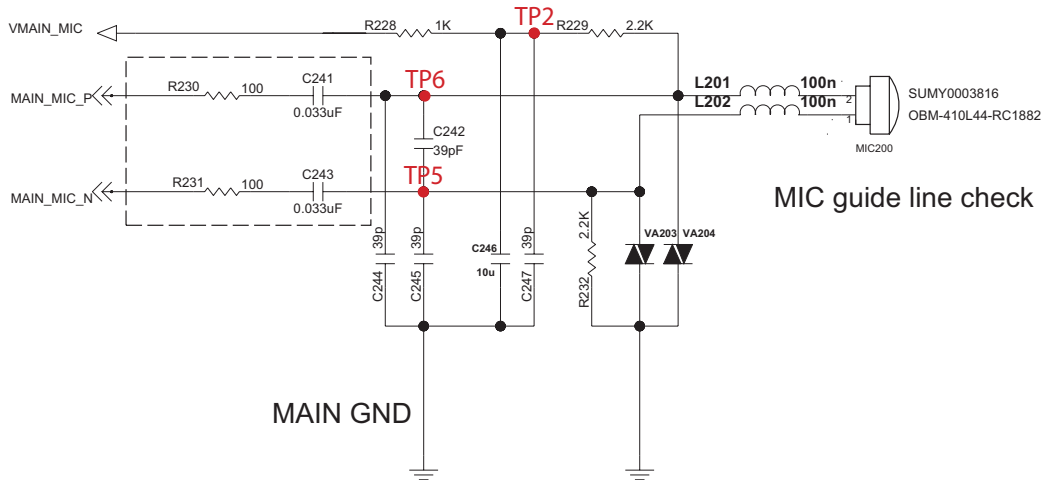 VMAIN_MIC
R228
1K
TP2
R229
2.2K
MAIN_MIC_P
R230
100
C241
0.033uF
TP6
L201
100n
L202
100n
2
1
SUMY0003816
OBM-410L44-RC1882
MIC200
C242
39pF
MAIN_MIC_N
R231
100
C243
0.033uF
TP5
MIC guide line check
39p
C244
39p
C245
C246
10u
39p
C247
2.2K
R232
VA203
VA204
MAIN GND